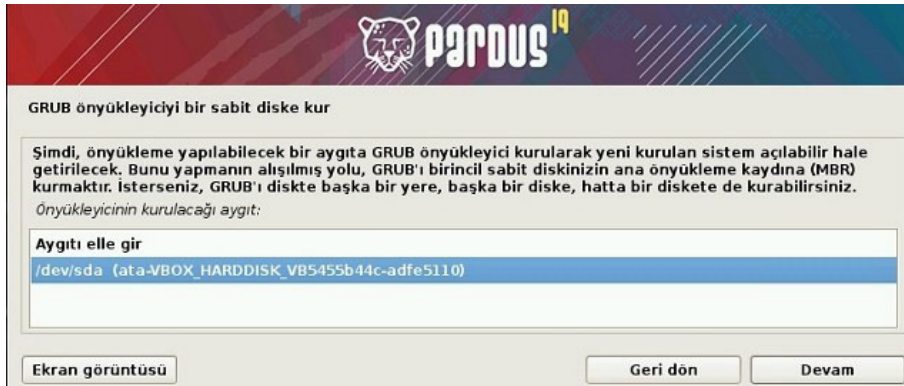 pardus 19
GRUB önyükleyiciyi bir sabit diske kur
Şimdi, önyükleme yapılabilecek bir aygıta GRUB önyükleyici kurularak yeni kurulan sistem açılabilir hale
getirilecek. Bunu yapmanın alışılmış yolu, GRUB'ı birincil sabit diskinizin ana önyükleme kaydına (MBR)
kurmaktır. İsterseniz, GRUB'ı diskte başka bir yere, başka bir diske, hatta bir diskete de kurabilirsiniz.
Önyükleyicinin kurulacağı aygıt:
Aygıtı elle gir
/dev/sda (ata-VBOX_HARDDISK_VB5455b44c-adfe5110)
Ekran görüntüsü Geri dön Devam